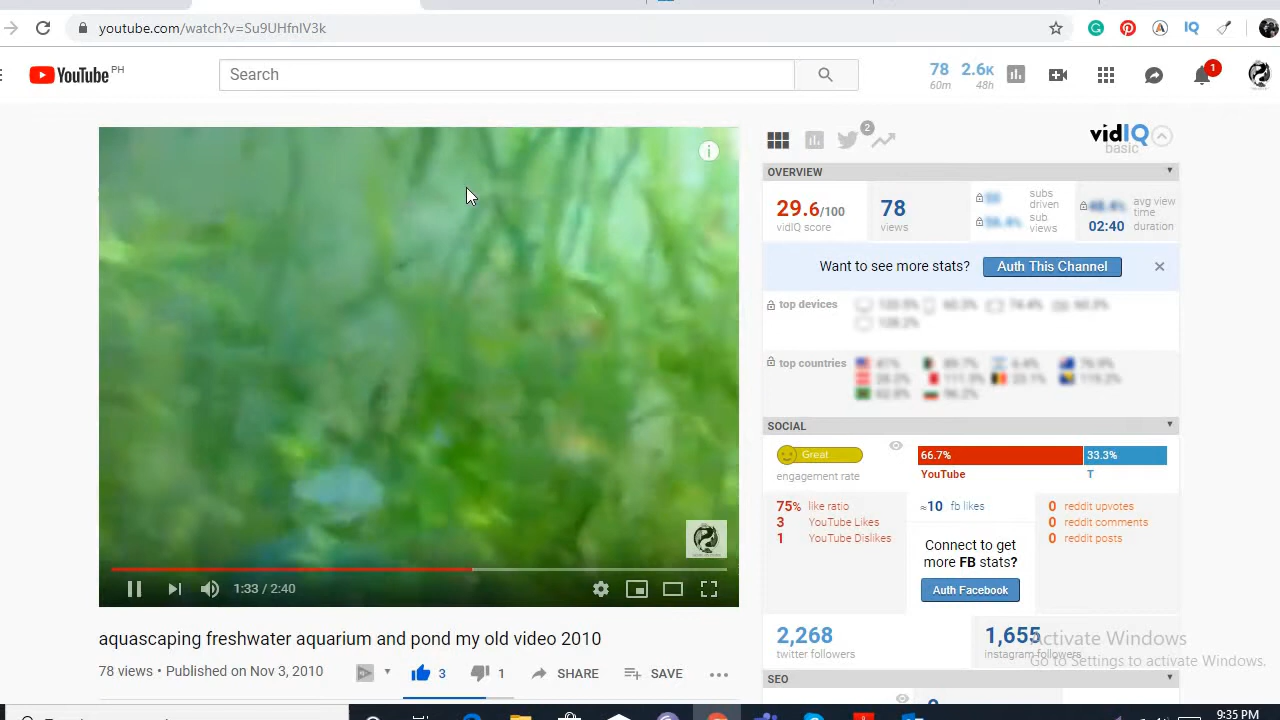 youtube.com/watch?v=Su9UHfnIV3k
YouTube PH
Search
78 2.6K
60m 48h
1
2
vidIQ
basic
OVERVIEW
29.6/100
vidIQ score
78
views
subs driven
sub. views
avg view time
02:40 duration
Want to see more stats? Auth This Channel
top devices
top countries
SOCIAL
Great
engagement rate
66.7% 33.3%
YouTube T
75% like ratio
3 YouTube Likes
1 YouTube Dislikes
≈10 fb likes
Connect to get
more FB stats?
Auth Facebook
0 reddit upvotes
0 reddit comments
0 reddit posts
2,268
twitter followers
1,655
instagram followers
SEO
1:33 / 2:40
aquascaping freshwater aquarium and pond my old video 2010
78 views • Published on Nov 3, 2010
3 1 SHARE SAVE
Activate Windows
Go to Settings to activate Windows.
9:35 PM